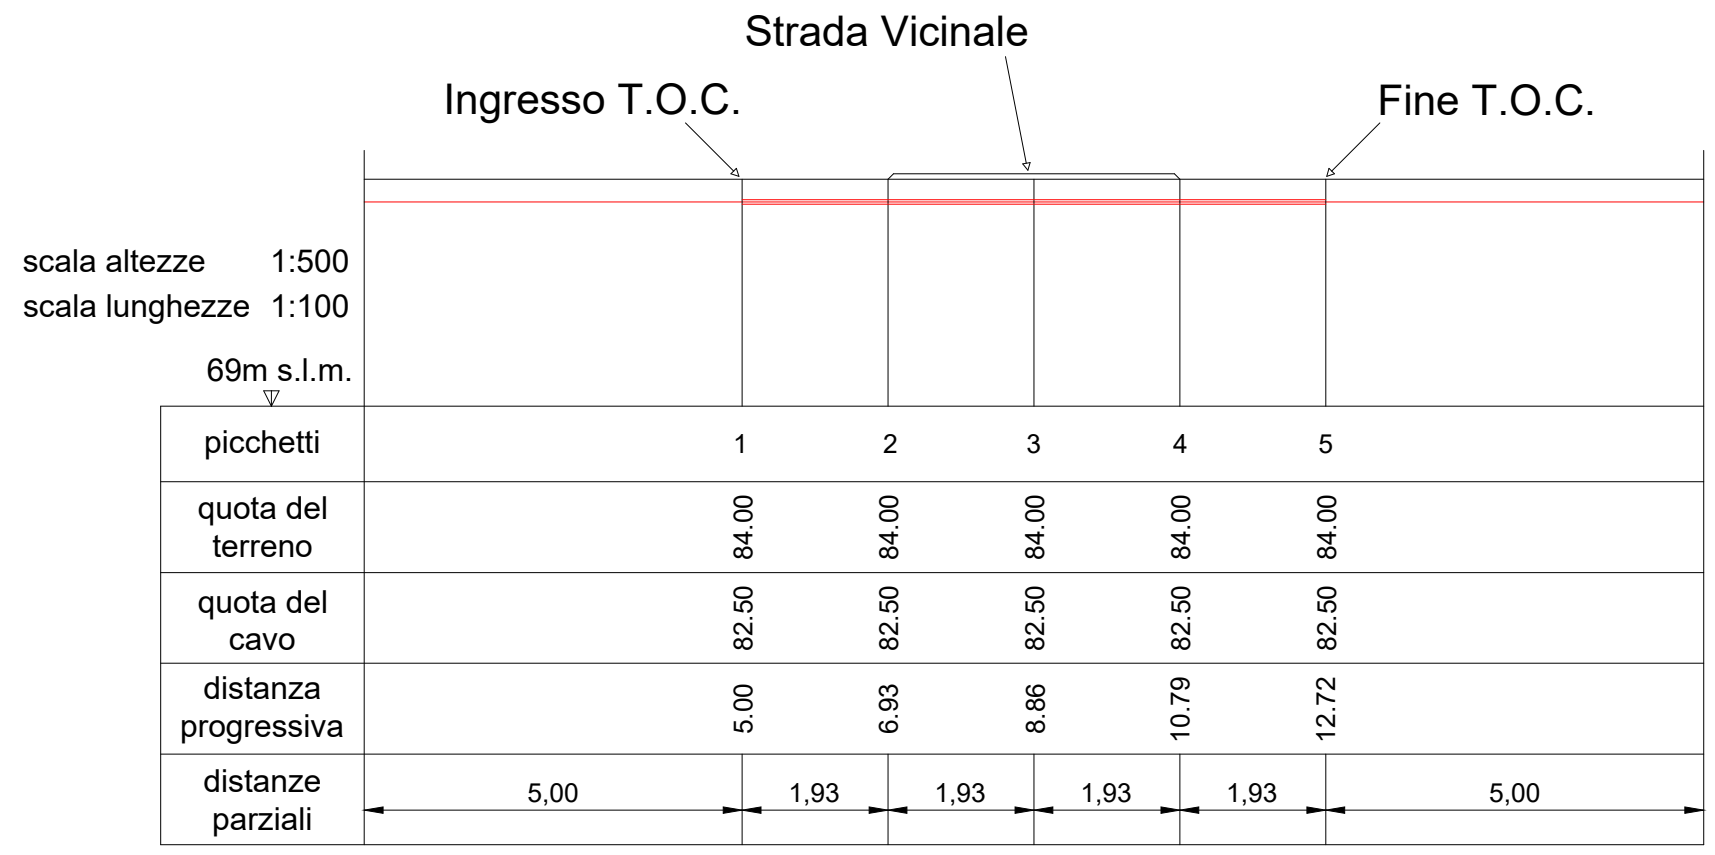 Strada Vicinale
Ingresso T.O.C.
Fine T.O.C.
scala altezze 1:500
scala lunghezze 1:100
69m s.l.m.
picchetti 1 2 3 4 5
quota del
terreno
84.00 84.00 84.00 84.00 84.00
quota del
cavo
82.50 82.50 82.50 82.50 82.50
distanza
progressiva
5.00 6.93 8.86 10.79 12.72
distanze
parziali
5,00 1,93 1,93 1,93 1,93 5,00